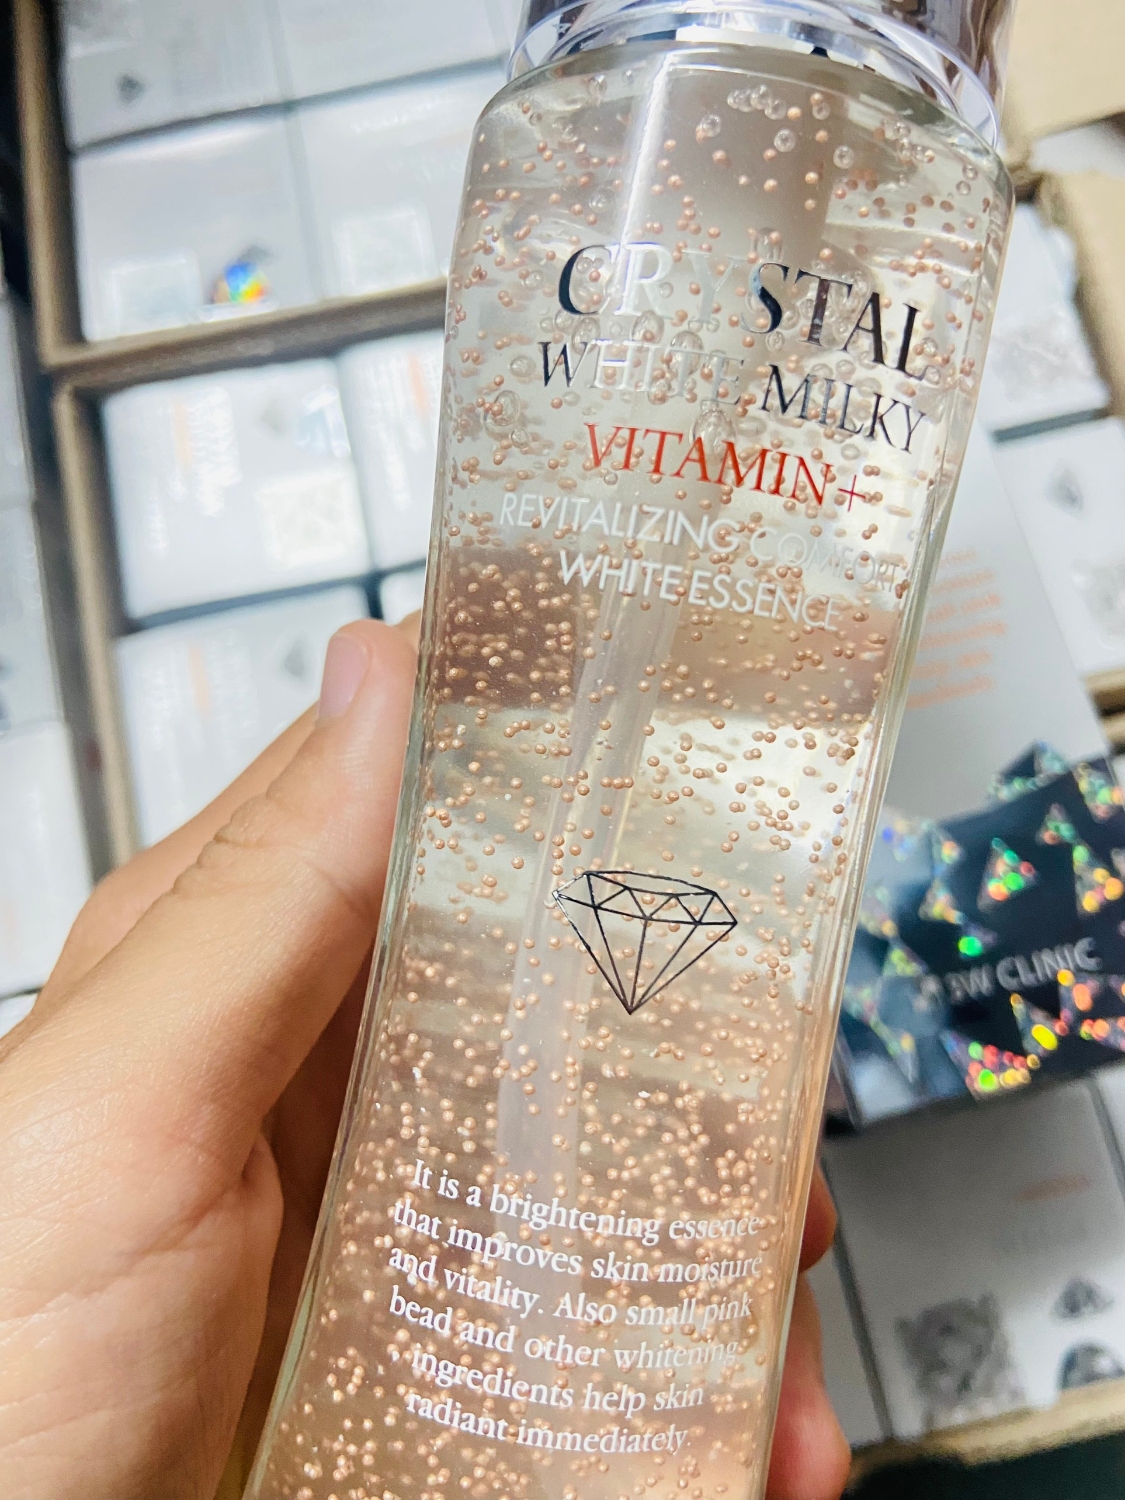 CRYSTAL
WHITE MILKY
VITAMIN+
REVITALIZING COMFORT
WHITE ESSENCE
It is a brightening essence
that improves skin moisture
and vitality. Also small pink
bead and other whitening
ingredients help skin
radiant immediately.
CLINIC